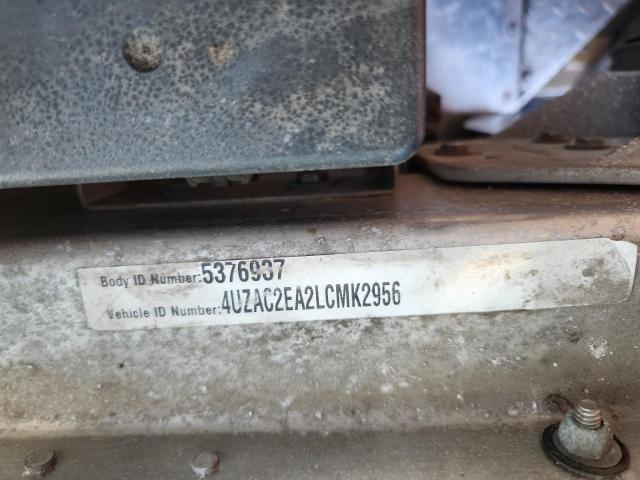 Body ID Number:5376937
Vehicle ID Number:4UZAC2EA2LCMK2956